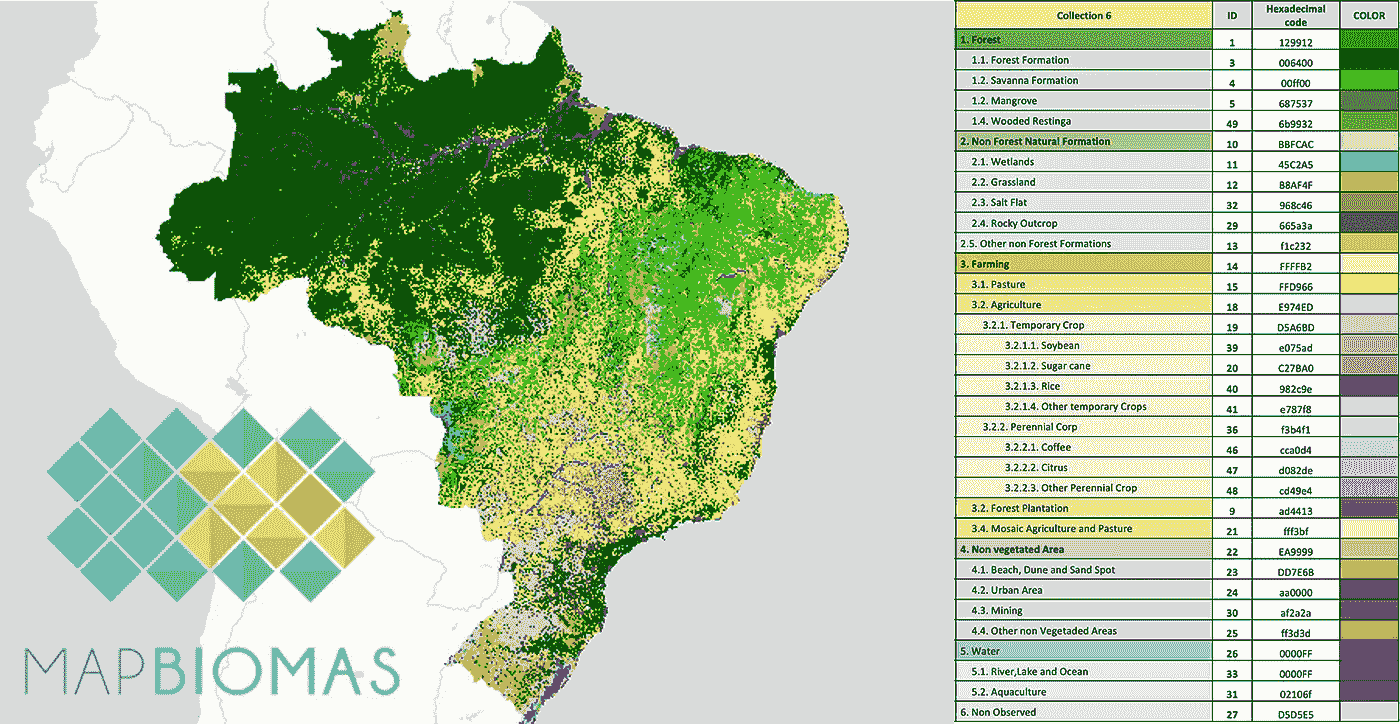 Collection 6 ID Hexadecimal code COLOR
1. Forest 1 129912
1.1. Forest Formation 3 006400
1.2. Savanna Formation 4 00ff00
1.2. Mangrove 5 687537
1.4. Wooded Restinga 49 6b9932
2. Non Forest Natural Formation 10 BBFCAC
2.1. Wetlands 11 45C2A5
2.2. Grassland 12 B8AF4F
2.3. Salt Flat 32 968c46
2.4. Rocky Outcrop 29 665a3a
2.5. Other non Forest Formations 13 f1c232
3. Farming 14 FFFFB2
3.1. Pasture 15 FFD966
3.2. Agriculture 18 E974ED
3.2.1. Temporary Crop 19 D5A6BD
3.2.1.1. Soybean 39 e075ad
3.2.1.2. Sugar cane 20 C27BA0
3.2.1.3. Rice 40 982c9e
3.2.1.4. Other temporary Crops 41 e787f8
3.2.2. Perennial Corp 36 f3b4f1
3.2.2.1. Coffee 46 cca0d4
3.2.2.2. Citrus 47 d082de
3.2.2.3. Other Perennial Crop 48 cd49e4
3.2. Forest Plantation 9 ad4413
3.4. Mosaic Agriculture and Pasture 21 fff3bf
4. Non vegetated Area 22 EA9999
4.1. Beach, Dune and Sand Spot 23 DD7E6B
4.2. Urban Area 24 aa0000
4.3. Mining 30 af2a2a
4.4. Other non Vegetaded Areas 25 ff3d3d
5. Water 26 0000FF
5.1. River,Lake and Ocean 33 0000FF
5.2. Aquaculture 31 02106f
6. Non Observed 27 D5D5E5
MAPBIOMAS